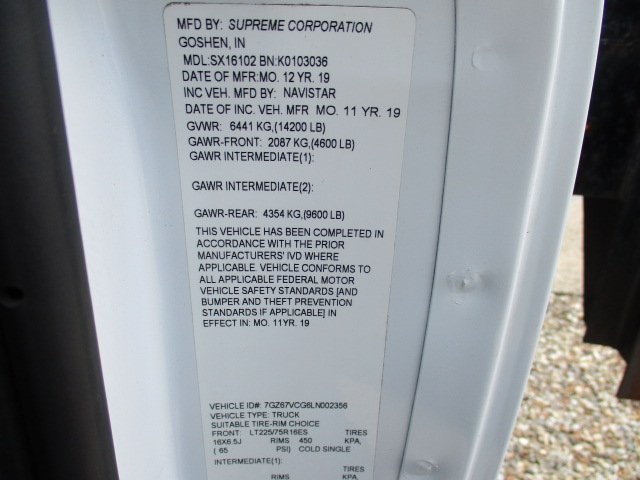 MFD BY: SUPREME CORPORATION
GOSHEN, IN
MDL:SX16102 BN:K0103036
DATE OF MFR:MO. 12 YR. 19
INC VEH. MFG BY: NAVISTAR
DATE OF INC. VEH. MFR MO. 11 YR. 19
GVWR: 6441 KG,(14200 LB)
GAWR-FRONT: 2087 KG,(4600 LB)
GAWR INTERMEDIATE(1):
GAWR INTERMEDIATE(2):
GAWR-REAR: 4354 KG,(9600 LB)
THIS VEHICLE HAS BEEN COMPLETED IN
ACCORDANCE WITH THE PRIOR
MANUFACTURERS' IVD WHERE
APPLICABLE. VEHICLE CONFORMS TO
ALL APPLICABLE FEDERAL MOTOR
VEHICLE SAFETY STANDARDS [AND
BUMPER AND THEFT PREVENTION
STANDARDS IF APPLICABLE] IN
EFFECT IN: MO. 11YR. 19
VEHICLE ID#: 7GZ67VCG6LN002356
VEHICLE TYPE: TRUCK
SUITABLE TIRE-RIM CHOICE
FRONT: LT225/75R16ES TIRES
16X6.5J RIMS 450 KPA,
( 65 PSI) COLD SINGLE
INTERMEDIATE(1):
TIRES
RIMS KPA,